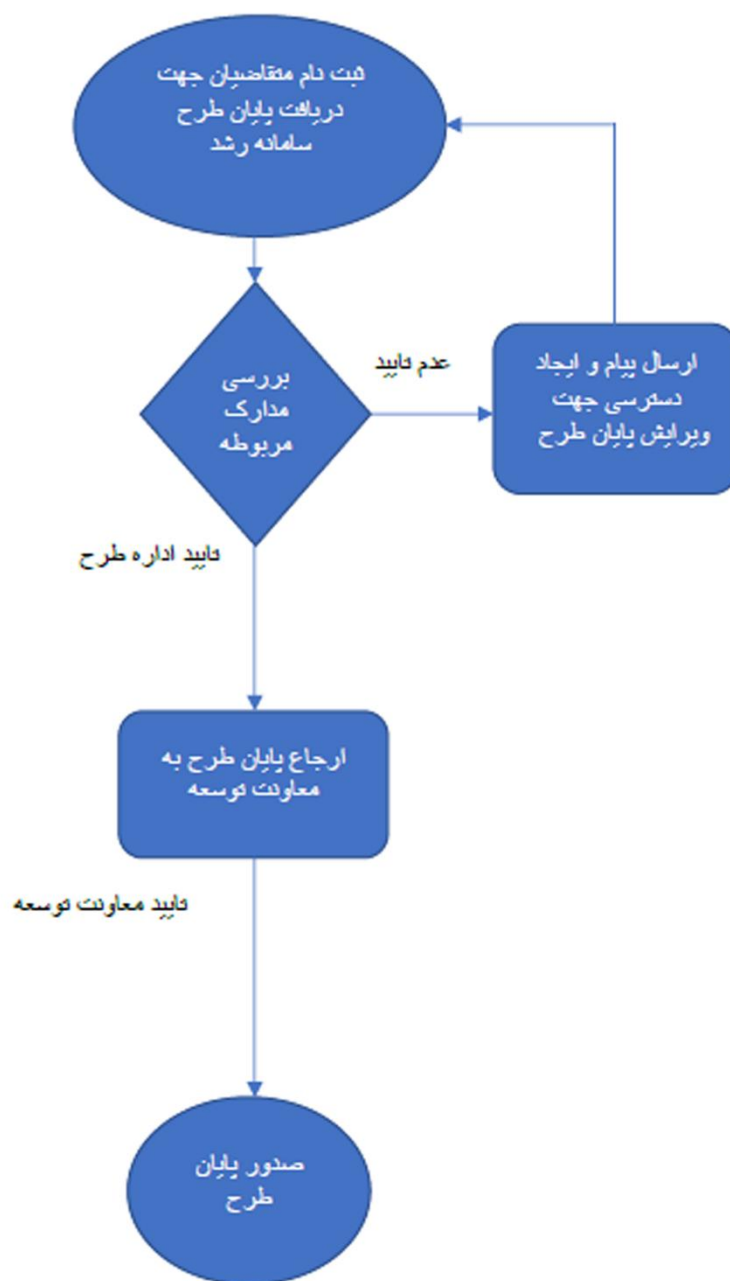 ثبت نام متقاضیان جهت
دریافت پایان طرح
سامانه رشد
بررسی
مدارک
مربوطه
عدم تایید
ارسال پیام و ایجاد
دسترسی جهت
ویرایش پایان طرح
تایید اداره طرح
ارجاع پایان طرح به
معاونت توسعه
تایید معاونت توسعه
صدور پایان
طرح